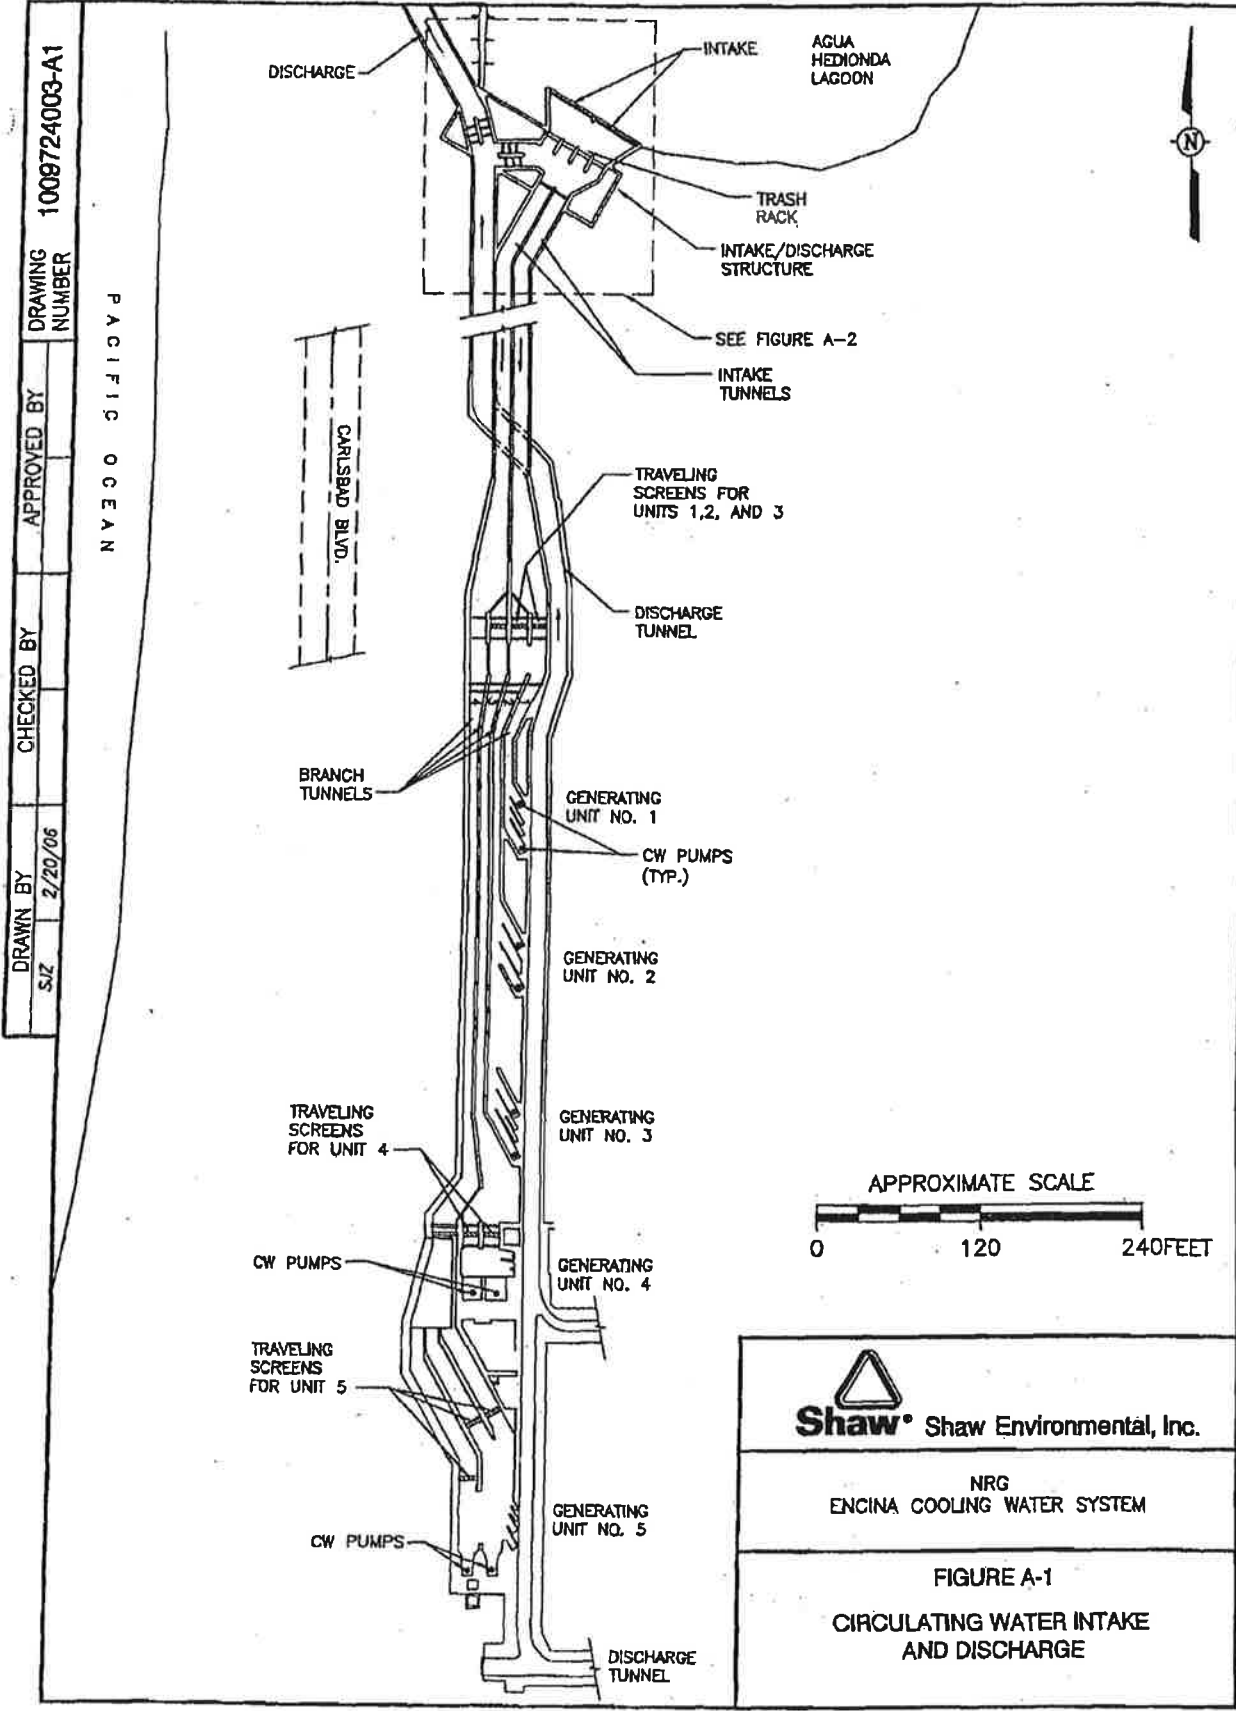 DRAWING
NUMBER
1009724003-A1
APPROVED BY
CHECKED BY
DRAWN BY
SJZ
2/20/06
PACIFIC OCEAN
CARLSBAD BLVD.
DISCHARGE
INTAKE
AGUA
HEDIONDA
LAGOON
N
TRASH
RACK
INTAKE/DISCHARGE
STRUCTURE
SEE FIGURE A-2
INTAKE
TUNNELS
TRAVELING
SCREENS FOR
UNITS 1,2, AND 3
DISCHARGE
TUNNEL
BRANCH
TUNNELS
GENERATING
UNIT NO. 1
CW PUMPS
(TYP.)
GENERATING
UNIT NO. 2
TRAVELING
SCREENS
FOR UNIT 4
GENERATING
UNIT NO. 3
CW PUMPS
GENERATING
UNIT NO. 4
TRAVELING
SCREENS
FOR UNIT 5
GENERATING
UNIT NO. 5
CW PUMPS
DISCHARGE
TUNNEL
APPROXIMATE SCALE
0 120 240FEET
Shaw® Shaw Environmental, Inc.
NRG
ENCINA COOLING WATER SYSTEM
FIGURE A-1
CIRCULATING WATER INTAKE
AND DISCHARGE